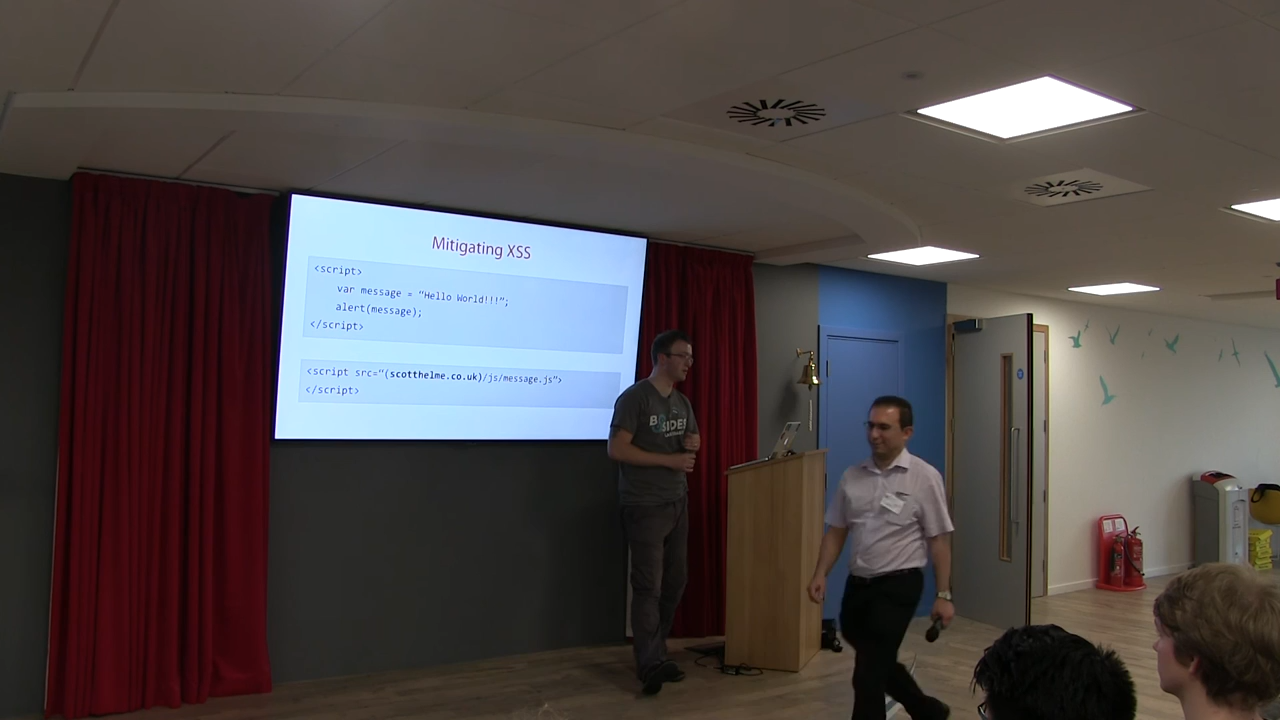 Mitigating XSS
<script>
var message = “Hello World!!!”;
alert(message);
</script>
<script src=“(scotthelme.co.uk)/js/message.js”>
</script>
BSIDES